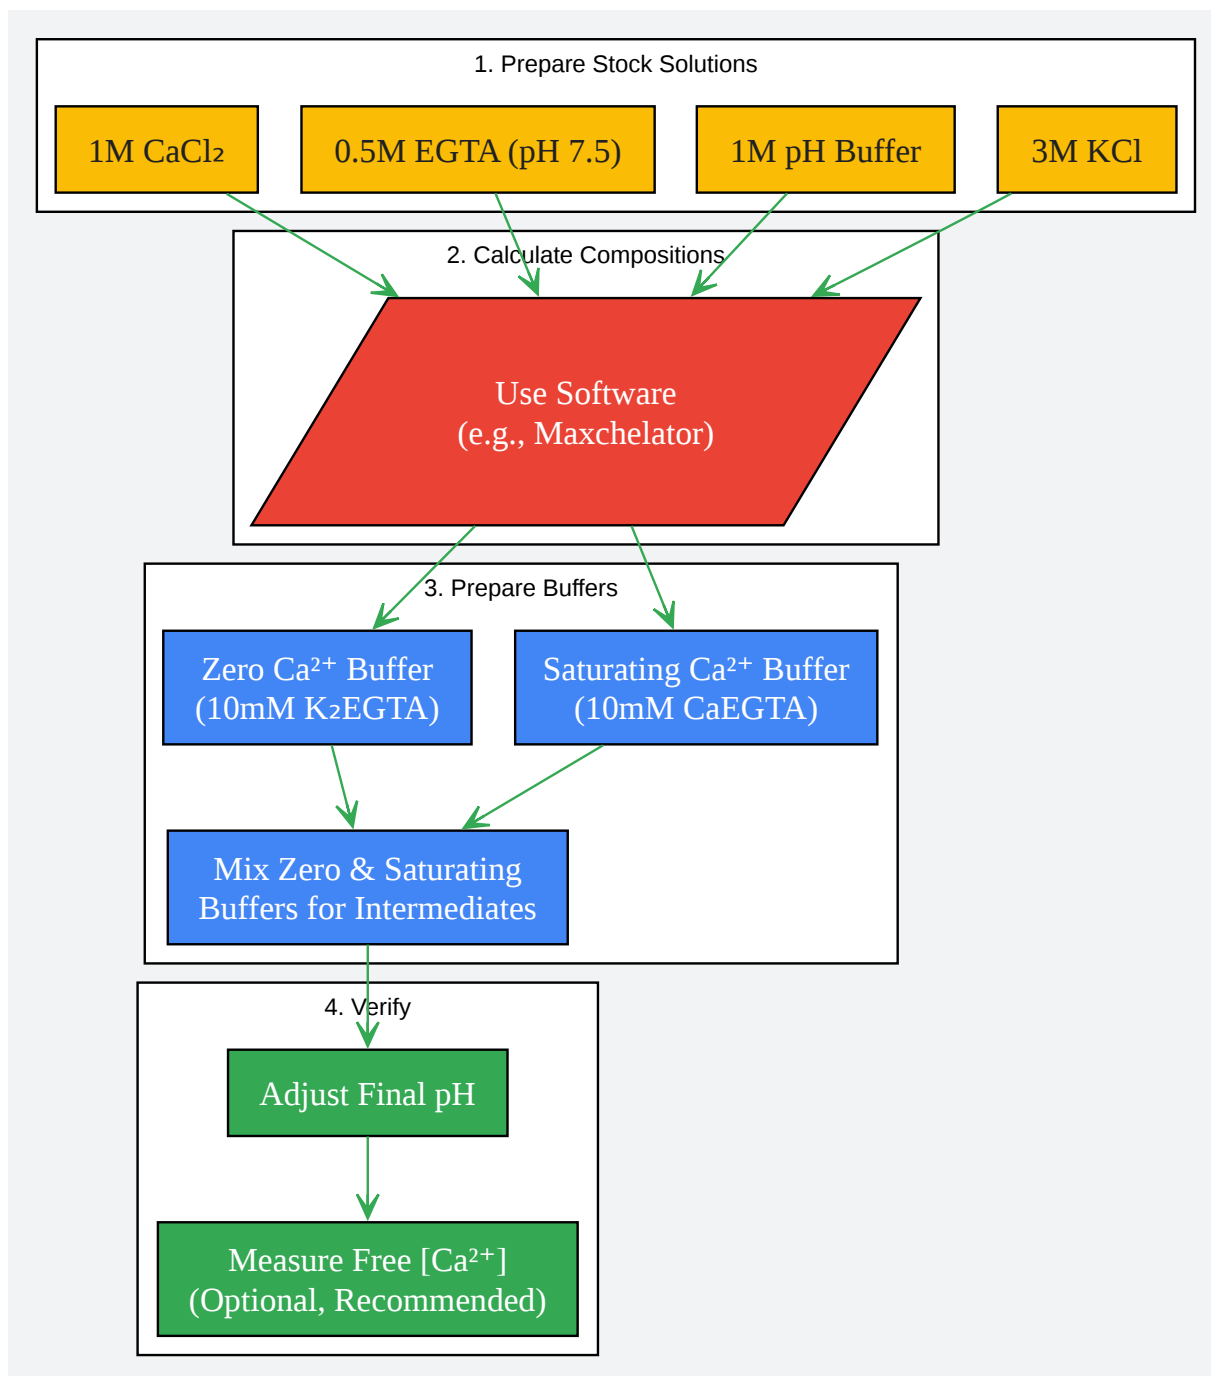 1. Prepare Stock Solutions
1M CaCl₂
0.5M EGTA (pH 7.5)
1M pH Buffer
3M KCl
2. Calculate Compositions
Use Software
(e.g., Maxchelator)
3. Prepare Buffers
Zero Ca²⁺ Buffer
(10mM K₂EGTA)
Saturating Ca²⁺ Buffer
(10mM CaEGTA)
Mix Zero & Saturating
Buffers for Intermediates
4. Verify
Adjust Final pH
Measure Free [Ca²⁺]
(Optional, Recommended)